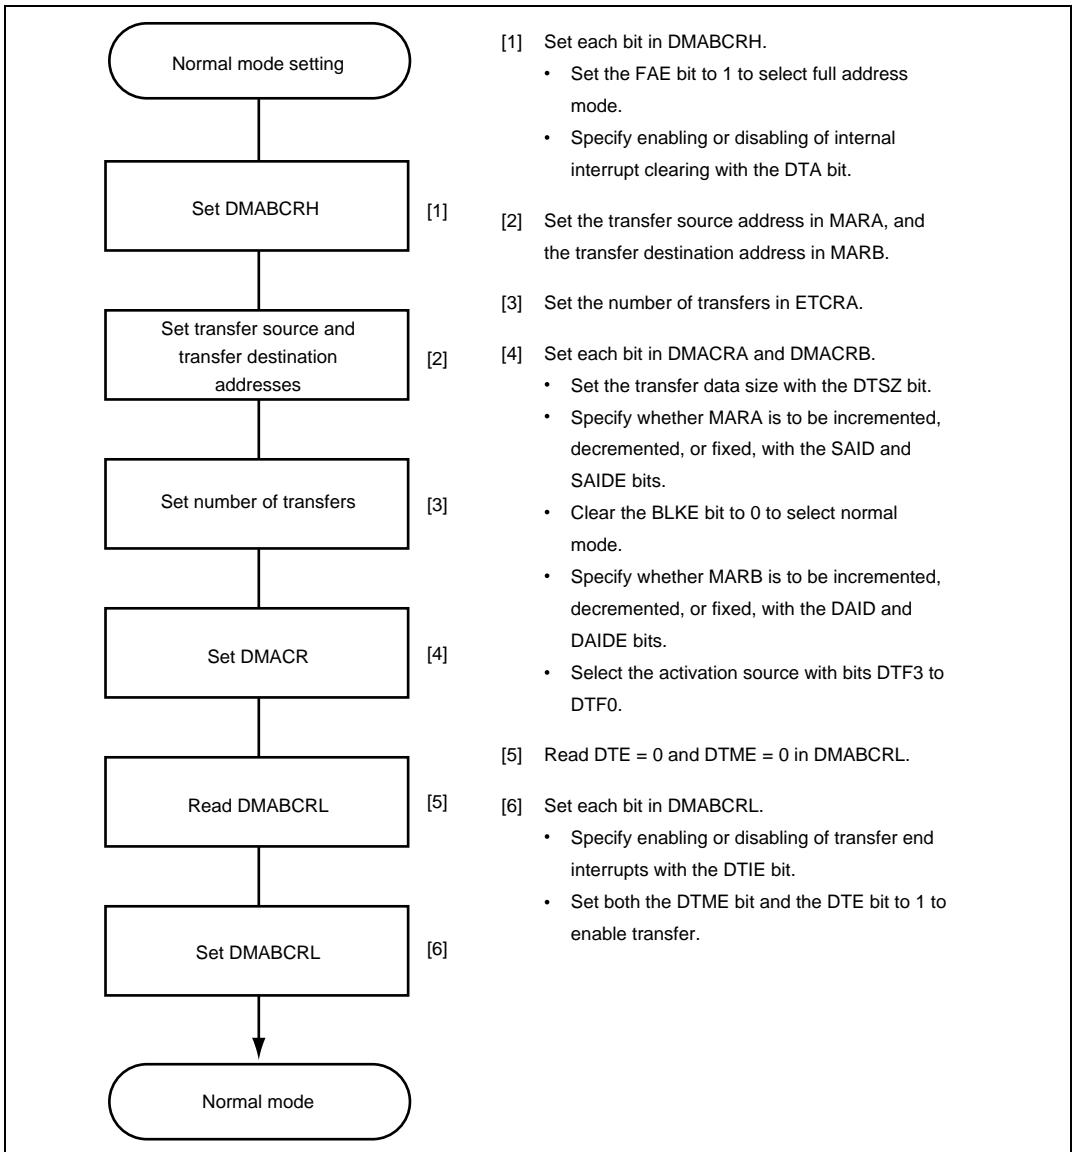 Normal mode setting
Set DMABCRH
[1]
Set transfer source and
transfer destination
addresses
[2]
Set number of transfers
[3]
Set DMACR
[4]
Read DMABCRL
[5]
Set DMABCRL
[6]
Normal mode
[1] Set each bit in DMABCRH.
• Set the FAE bit to 1 to select full address
mode.
• Specify enabling or disabling of internal
interrupt clearing with the DTA bit.
[2] Set the transfer source address in MARA, and
the transfer destination address in MARB.
[3] Set the number of transfers in ETCRA.
[4] Set each bit in DMACRA and DMACRB.
• Set the transfer data size with the DTSZ bit.
• Specify whether MARA is to be incremented,
decremented, or fixed, with the SAID and
SAIDE bits.
• Clear the BLKE bit to 0 to select normal
mode.
• Specify whether MARB is to be incremented,
decremented, or fixed, with the DAID and
DAIDE bits.
• Select the activation source with bits DTF3 to
DTF0.
[5] Read DTE = 0 and DTME = 0 in DMABCRL.
[6] Set each bit in DMABCRL.
• Specify enabling or disabling of transfer end
interrupts with the DTIE bit.
• Set both the DTME bit and the DTE bit to 1 to
enable transfer.